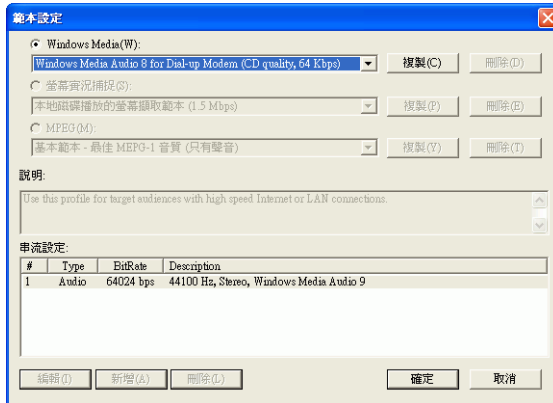 範本設定
Windows Media(W):
Windows Media Audio 8 for Dial-up Modem (CD quality, 64 Kbps) 複製(C) 刪除(D)
螢幕實況捕捉(S):
本地磁碟播放的螢幕擷取範本 (1.5 Mbps) 複製(P) 刪除(E)
MPEG(M):
基本範本 - 最佳 MEPG-1 音質 (只有聲音) 複製(Y) 刪除(T)
說明:
Use this profile for target audiences with high speed Internet or LAN connections.
串流設定:
# Type BitRate Description
1 Audio 64024 bps 44100 Hz, Stereo, Windows Media Audio 9
編輯(I) 新增(A) 刪除(L) 確定 取消